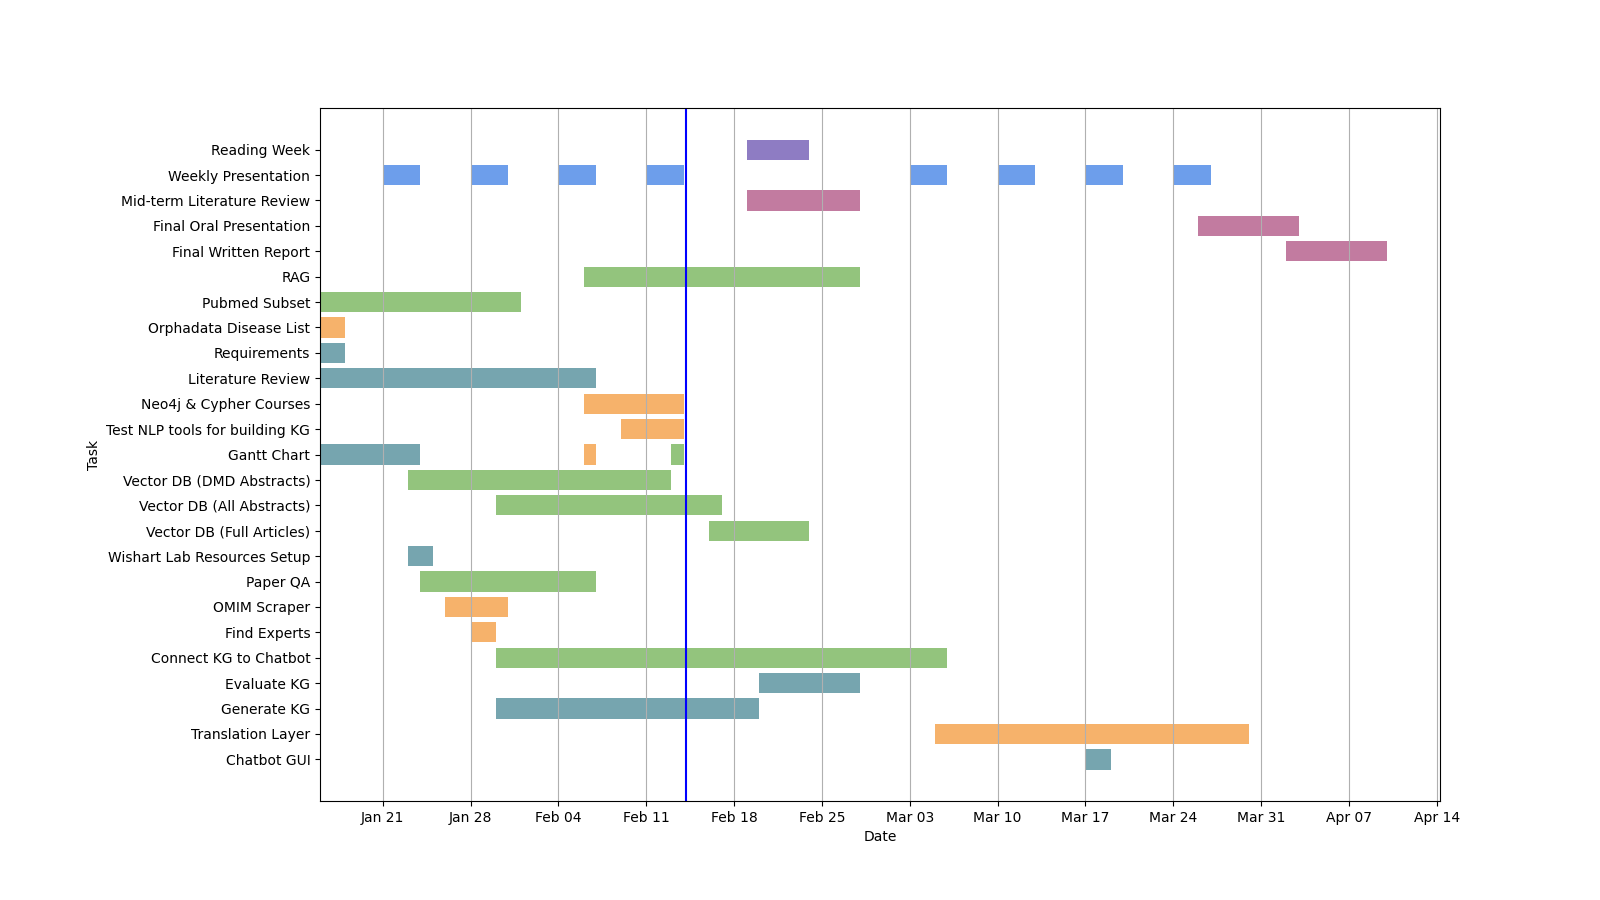 Reading Week
Weekly Presentation
Mid-term Literature Review
Final Oral Presentation
Final Written Report
RAG
Pubmed Subset
Orphadata Disease List
Requirements
Literature Review
Neo4j & Cypher Courses
Test NLP tools for building KG
Gantt Chart
Vector DB (DMD Abstracts)
Vector DB (All Abstracts)
Vector DB (Full Articles)
Wishart Lab Resources Setup
Paper QA
OMIM Scraper
Find Experts
Connect KG to Chatbot
Evaluate KG
Generate KG
Translation Layer
Chatbot GUI
Task
Jan 21 Jan 28 Feb 04 Feb 11 Feb 18 Feb 25 Mar 03 Mar 10 Mar 17 Mar 24 Mar 31 Apr 07 Apr 14
Date